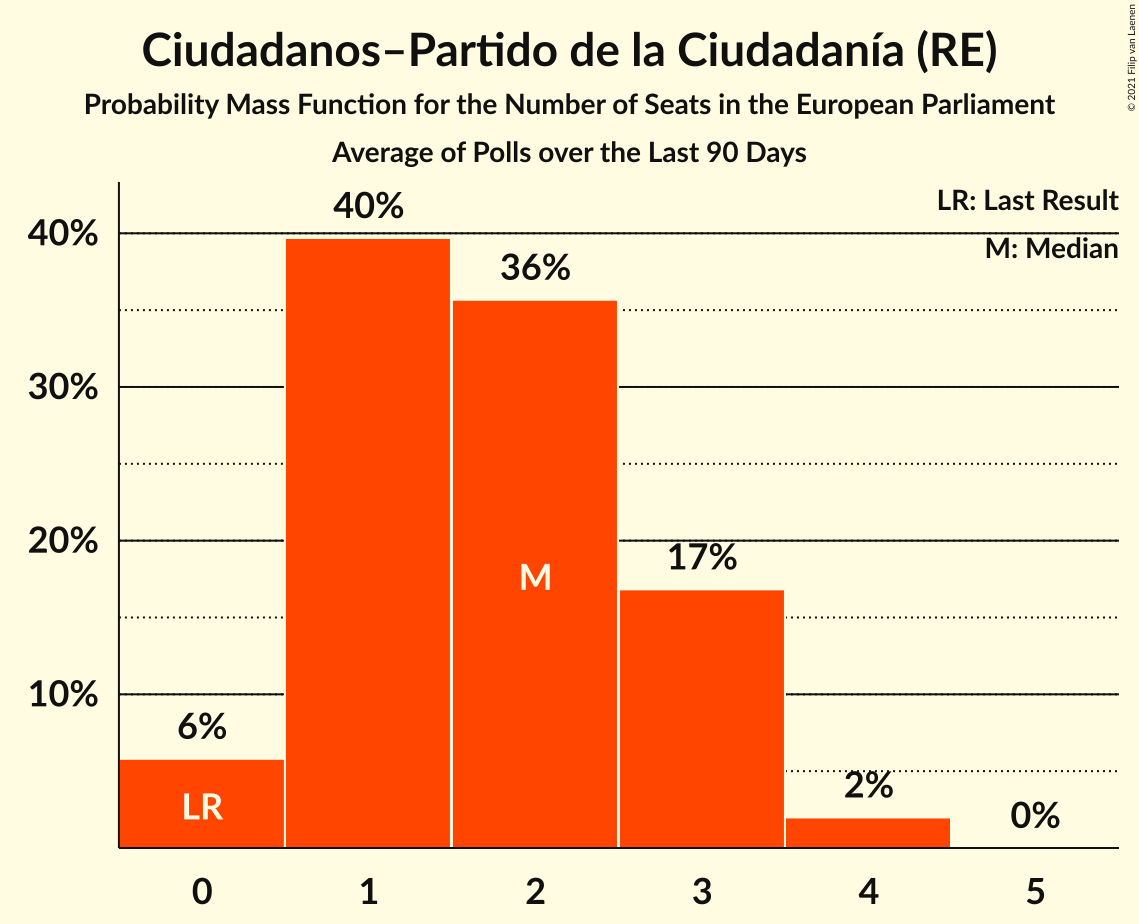 Ciudadanos–Partido de la Ciudadanía (RE)
Probability Mass Function for the Number of Seats in the European Parliament
Average of Polls over the Last 90 Days
© 2021 Filip van Laenen
LR: Last Result
M: Median
40%
30%
20%
10%
6%
40%
36%
17%
2%
0%
LR
M
0 1 2 3 4 5